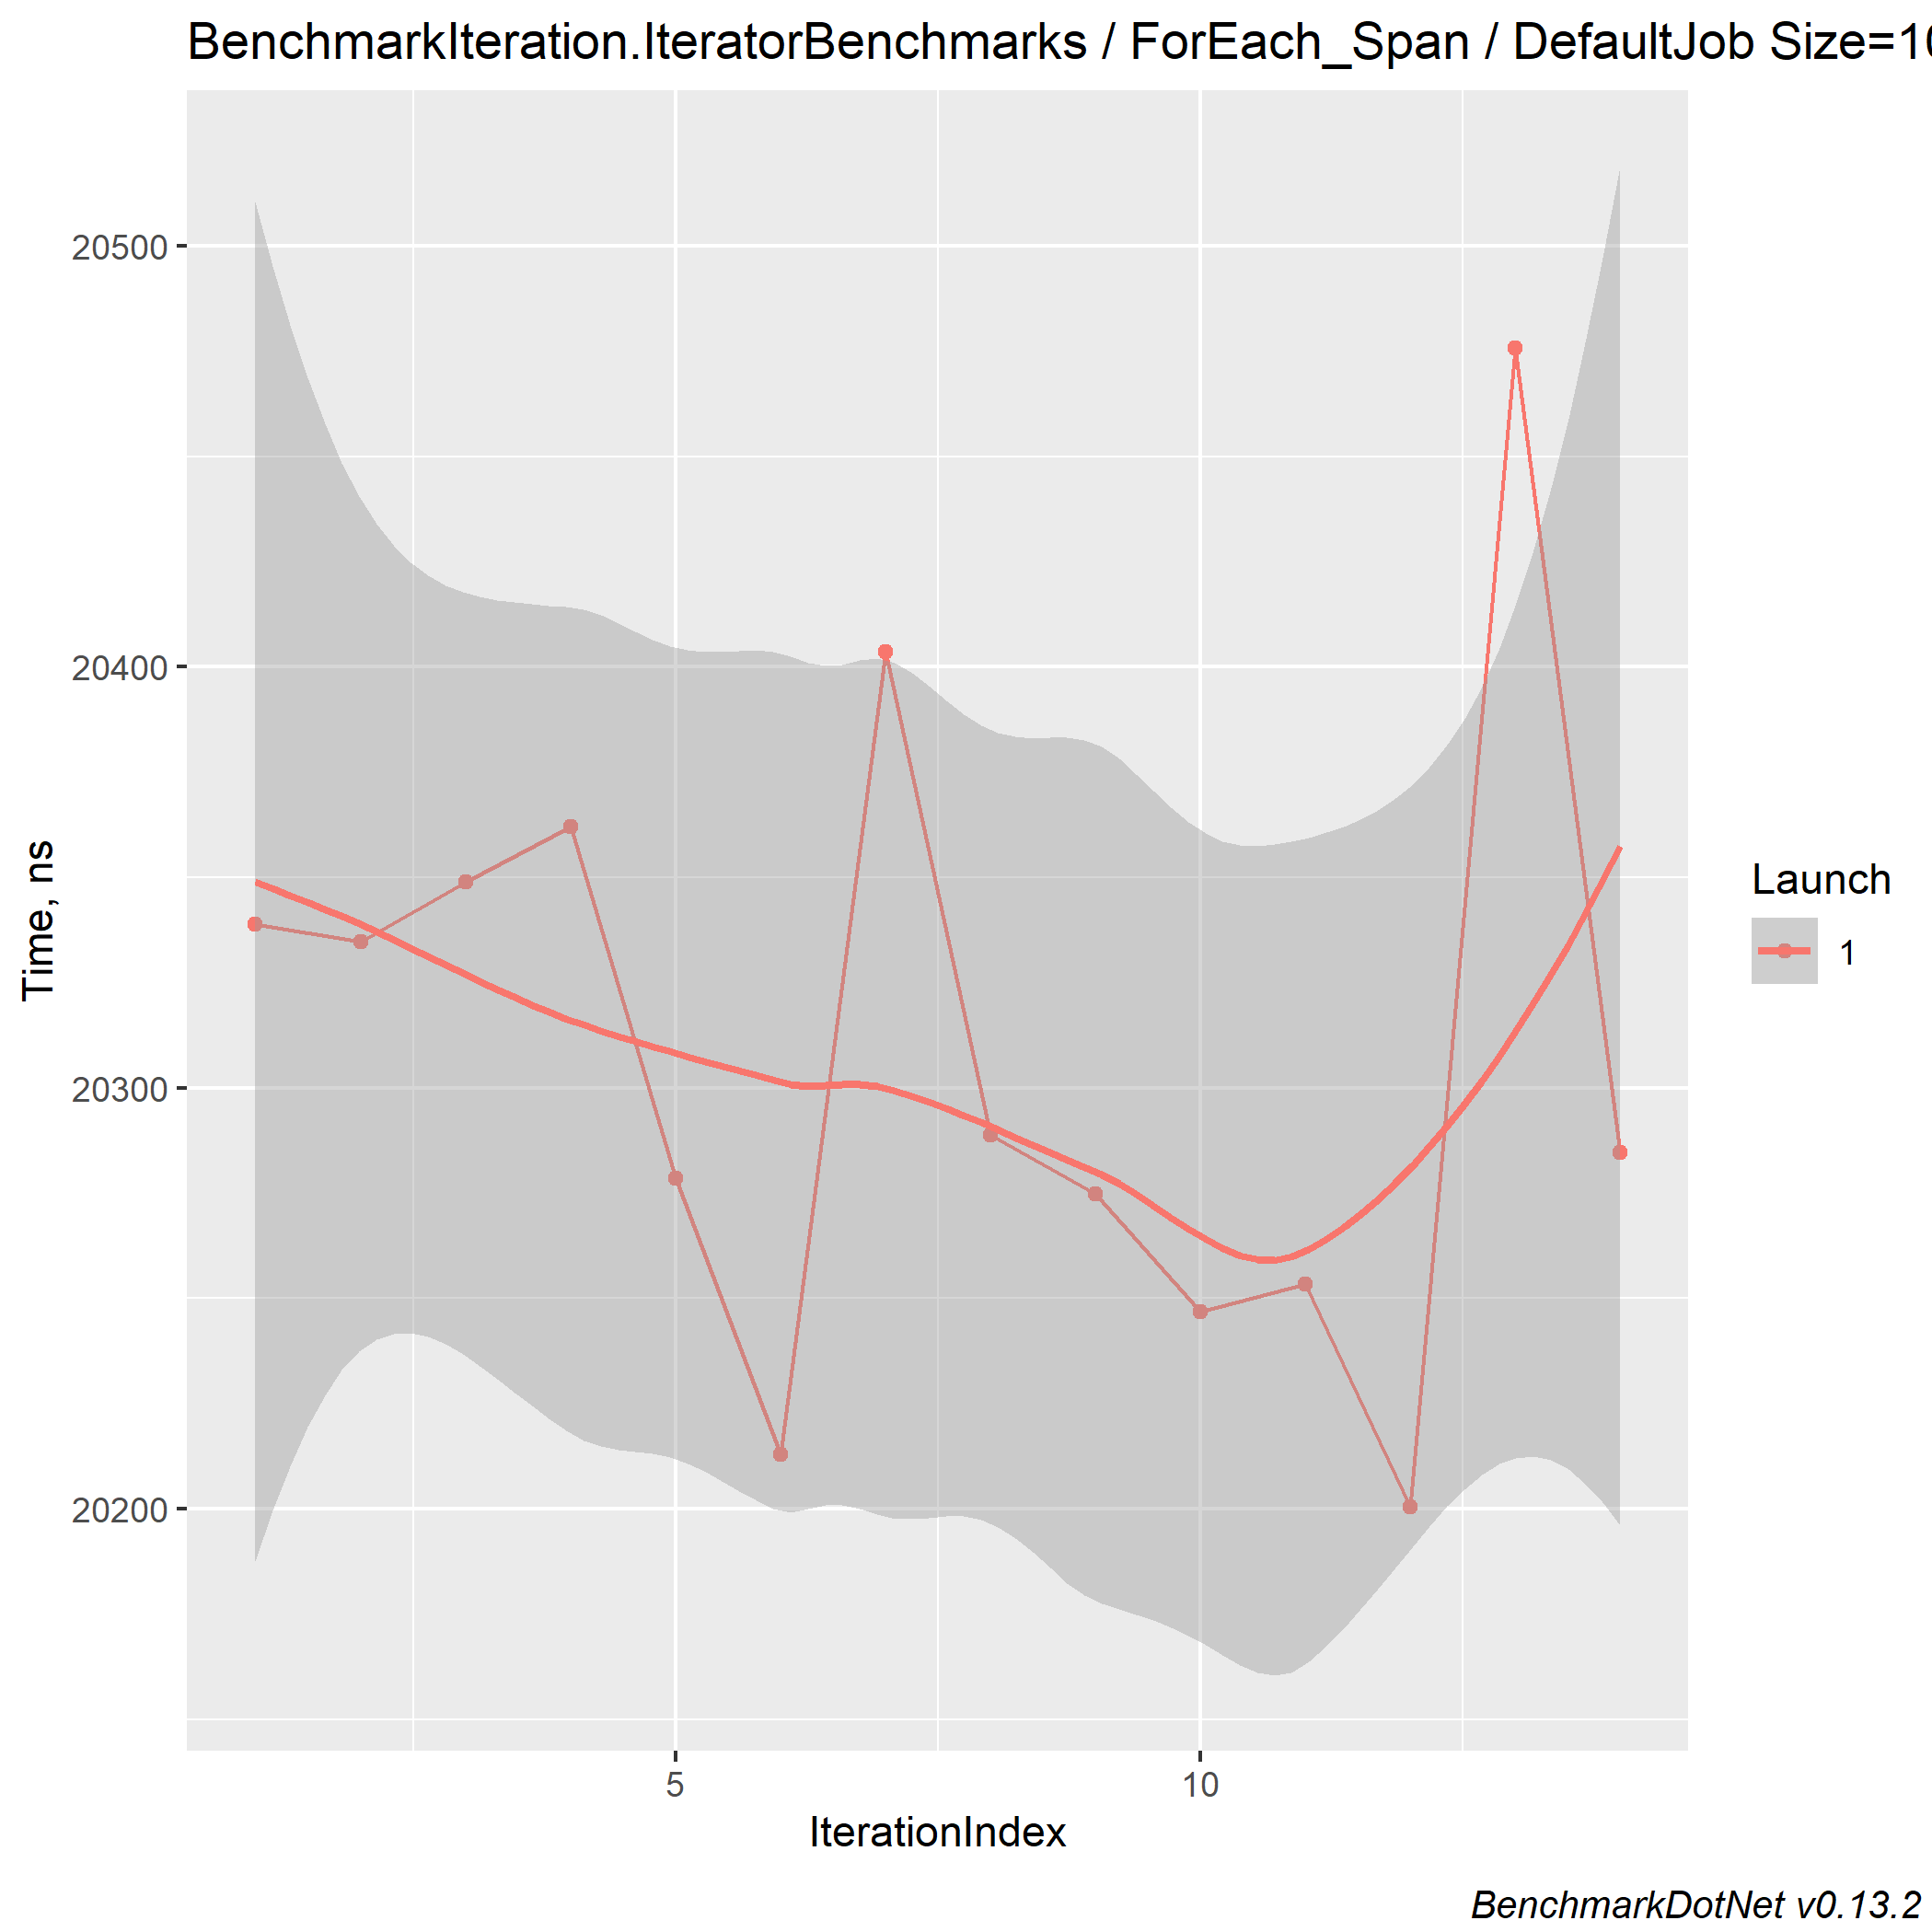 BenchmarkIteration.IteratorBenchmarks / ForEach_Span / DefaultJob Size=10
Time, ns
20500
20400
20300
20200
5
10
IterationIndex
Launch
1
BenchmarkDotNet v0.13.2